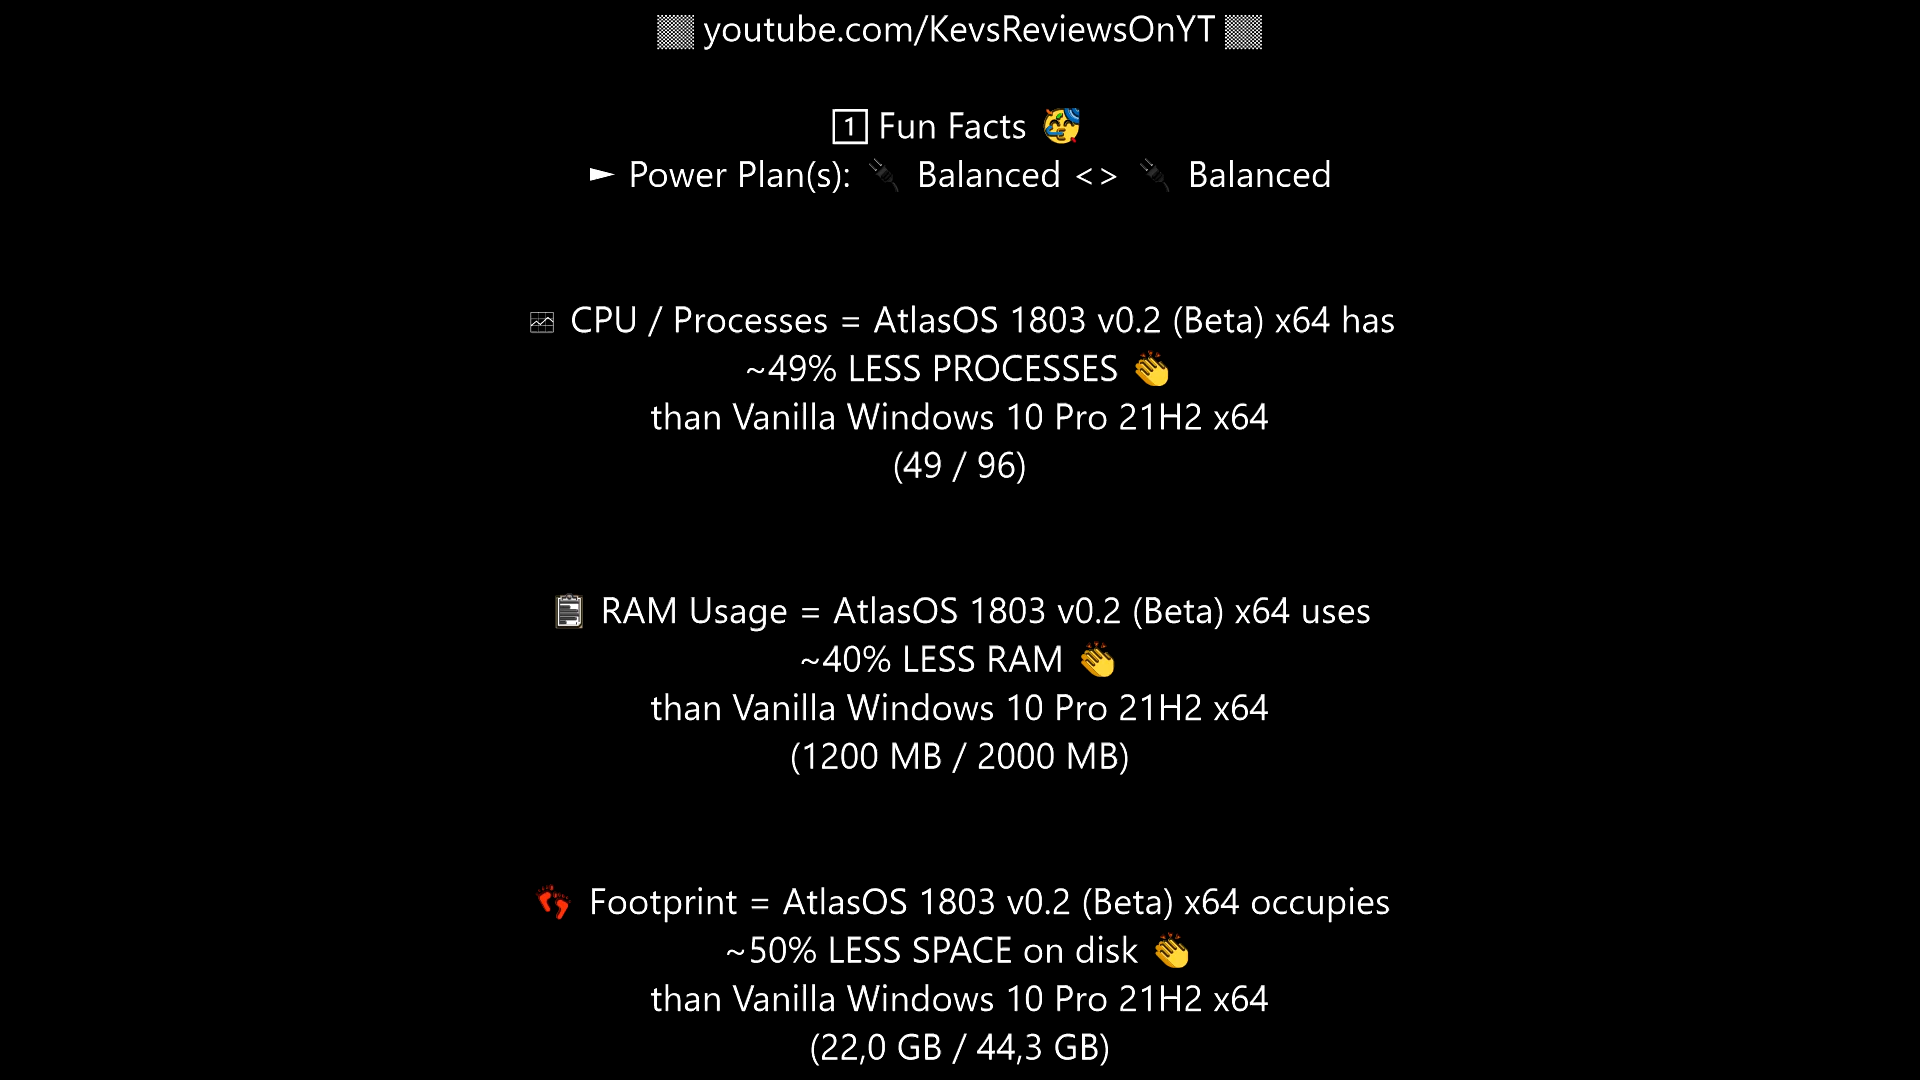 ▒ youtube.com/KevsReviewsOnYT ▒
1 Fun Facts 🥳
► Power Plan(s): 🔌 Balanced <> 🔌 Balanced
🗠 CPU / Processes = AtlasOS 1803 v0.2 (Beta) x64 has
~49% LESS PROCESSES 👏
than Vanilla Windows 10 Pro 21H2 x64
(49 / 96)
📋 RAM Usage = AtlasOS 1803 v0.2 (Beta) x64 uses
~40% LESS RAM 👏
than Vanilla Windows 10 Pro 21H2 x64
(1200 MB / 2000 MB)
👣 Footprint = AtlasOS 1803 v0.2 (Beta) x64 occupies
~50% LESS SPACE on disk 👏
than Vanilla Windows 10 Pro 21H2 x64
(22,0 GB / 44,3 GB)